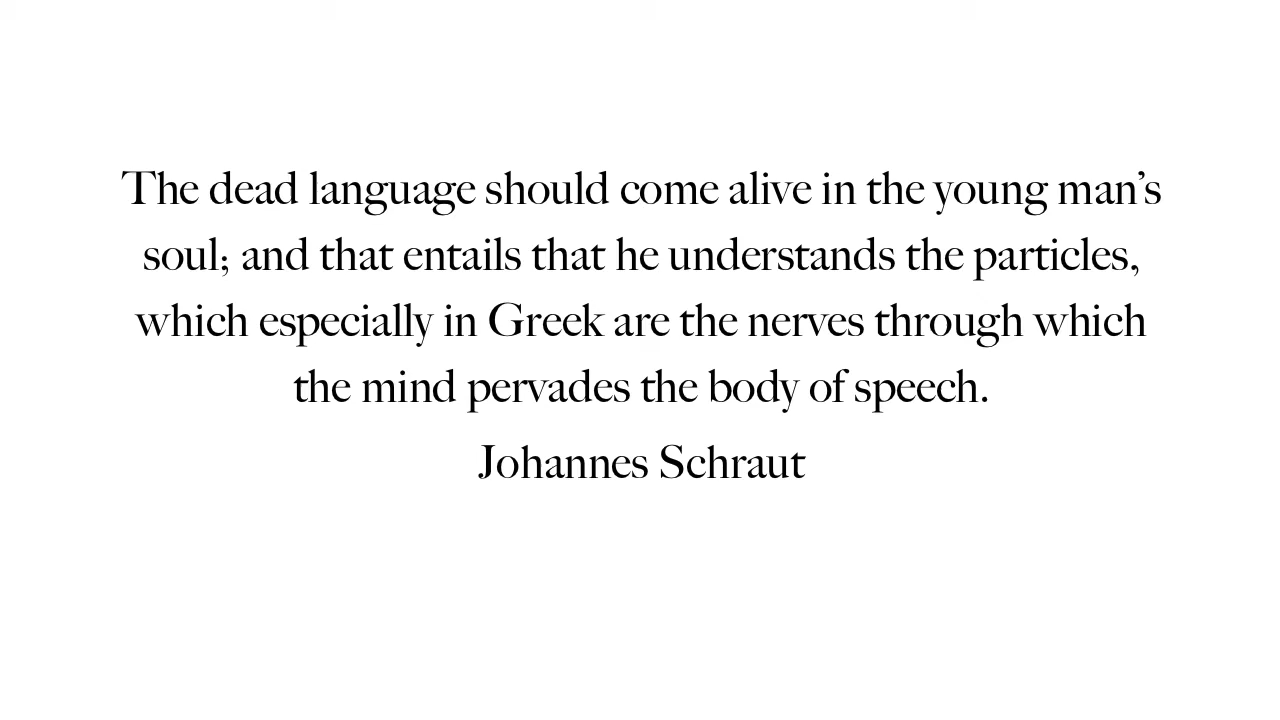 The dead language should come alive in the young man’s
soul; and that entails that he understands the particles,
which especially in Greek are the nerves through which
the mind pervades the body of speech.
Johannes Schraut